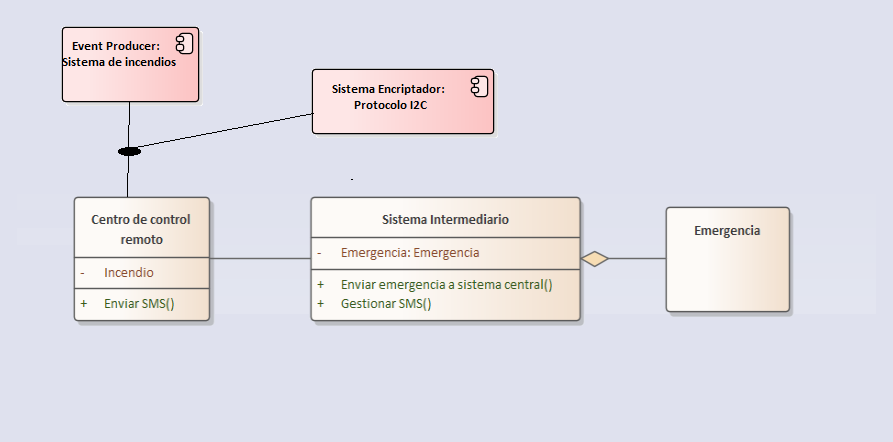 Event Producer:
Sistema de incendios
Sistema Encriptador:
Protocolo I2C
Centro de control
remoto
- Incendio
+ Enviar SMS()
Sistema Intermediario
- Emergencia: Emergencia
+ Enviar emergencia a sistema central()
+ Gestionar SMS()
Emergencia